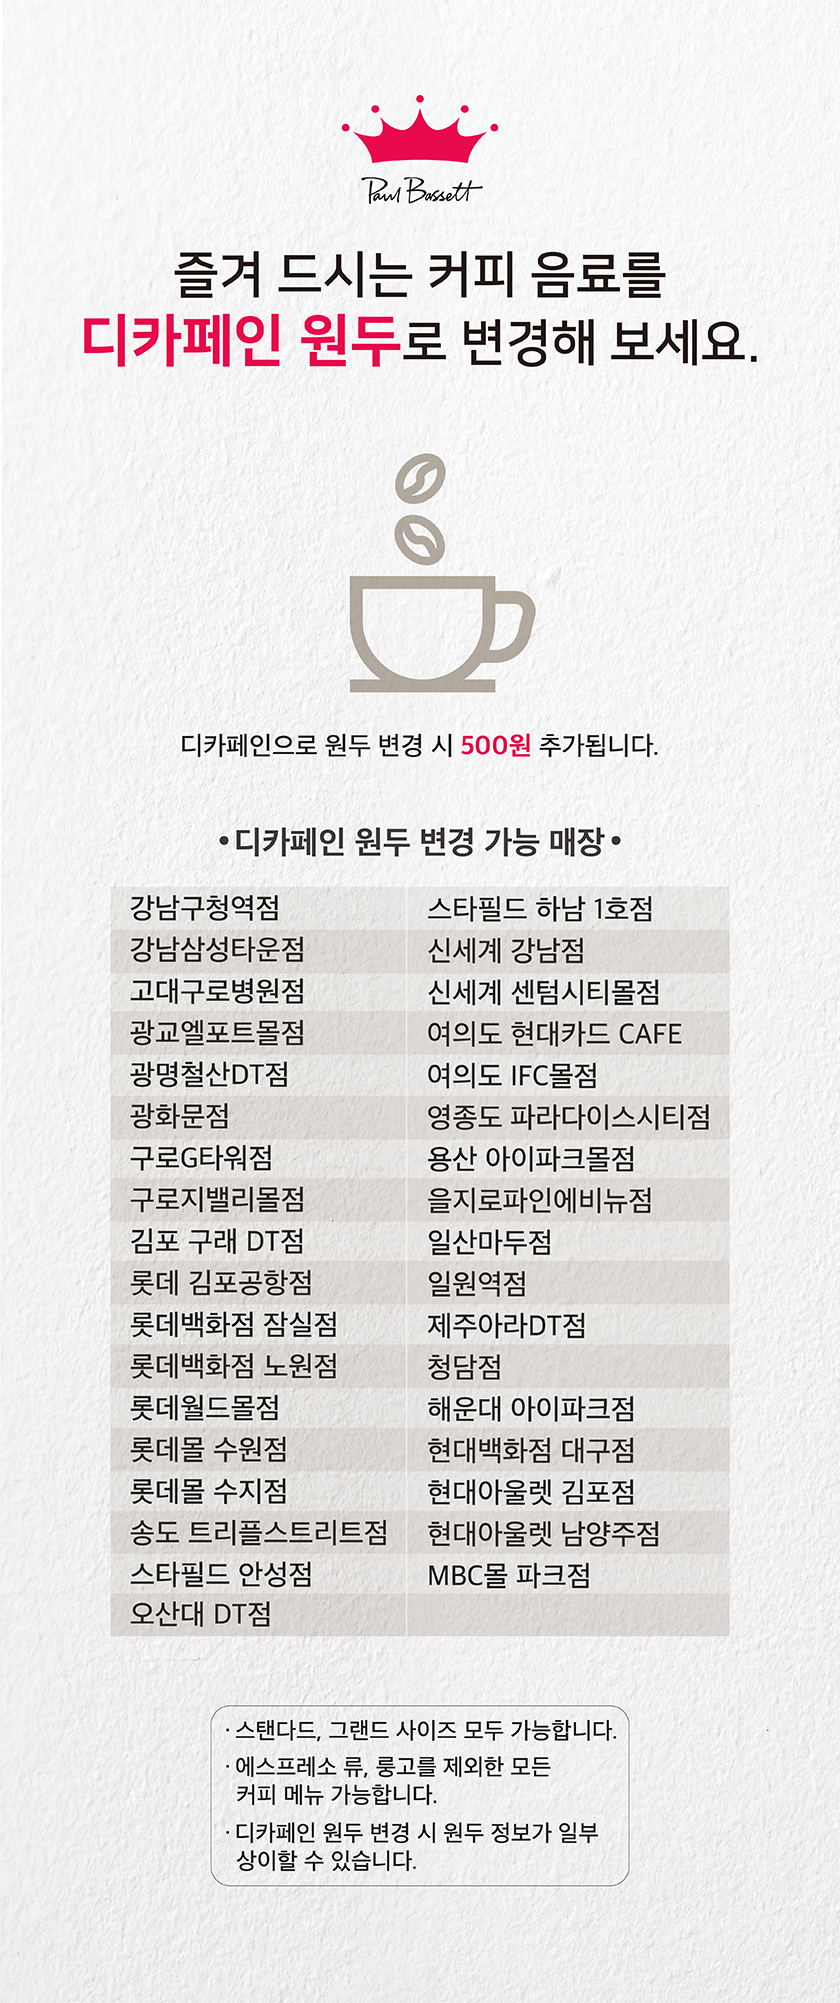 Paul Bassett
즐겨 드시는 커피 음료를
디카페인 원두로 변경해 보세요.
디카페인으로 원두 변경 시 500원 추가됩니다.
•디카페인 원두 변경 가능 매장•
강남구청역점
강남삼성타운점
고대구로병원점
광교엘포트몰점
광명철산DT점
광화문점
구로G타워점
구로지밸리몰점
김포 구래 DT점
롯데 김포공항점
롯데백화점 잠실점
롯데백화점 노원점
롯데월드몰점
롯데몰 수원점
롯데몰 수지점
송도 트리플스트리트점
스타필드 안성점
오산대 DT점
스타필드 하남 1호점
신세계 강남점
신세계 센텀시티몰점
여의도 현대카드 CAFE
여의도 IFC몰점
영종도 파라다이스시티점
용산 아이파크몰점
을지로파인에비뉴점
일산마두점
일원역점
제주아라DT점
청담점
해운대 아이파크점
현대백화점 대구점
현대아울렛 김포점
현대아울렛 남양주점
MBC몰 파크점
· 스탠다드, 그랜드 사이즈 모두 가능합니다.
· 에스프레소 류, 룽고를 제외한 모든
커피 메뉴 가능합니다.
· 디카페인 원두 변경 시 원두 정보가 일부
상이할 수 있습니다.